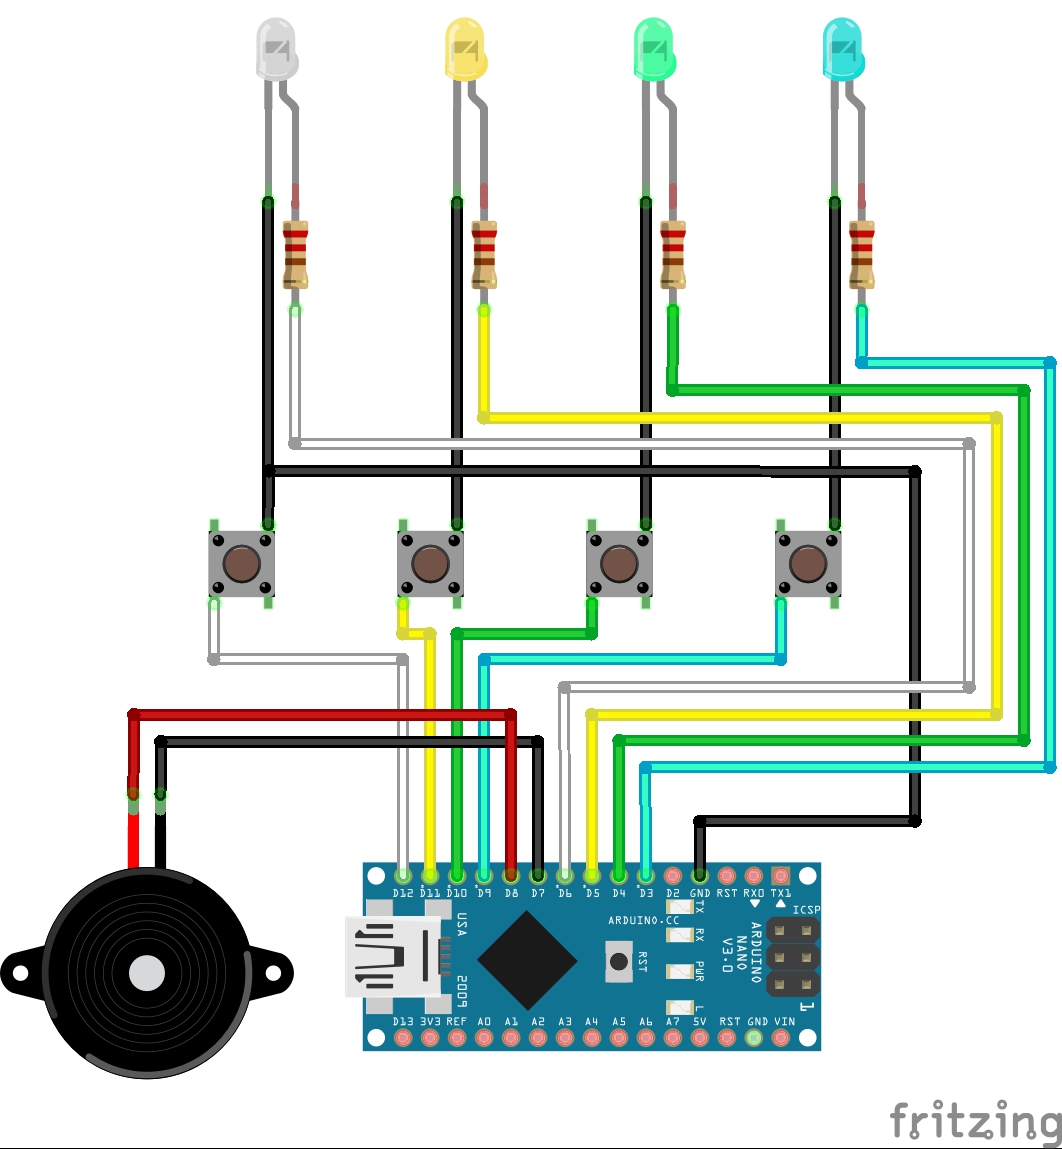 D12 D11 D10 D9 D8 D7 D6 D5 D4 D3 D2 GND RST RX0 TX1
ICSP
ARDUINO.CC
TX
RX
PWR
L
RST
ARDUINO
NANO
V3.0
USA
2009
1
D13 3V3 REF A0 A1 A2 A3 A4 A5 A6 A7 5V RST GND VIN
fritzing